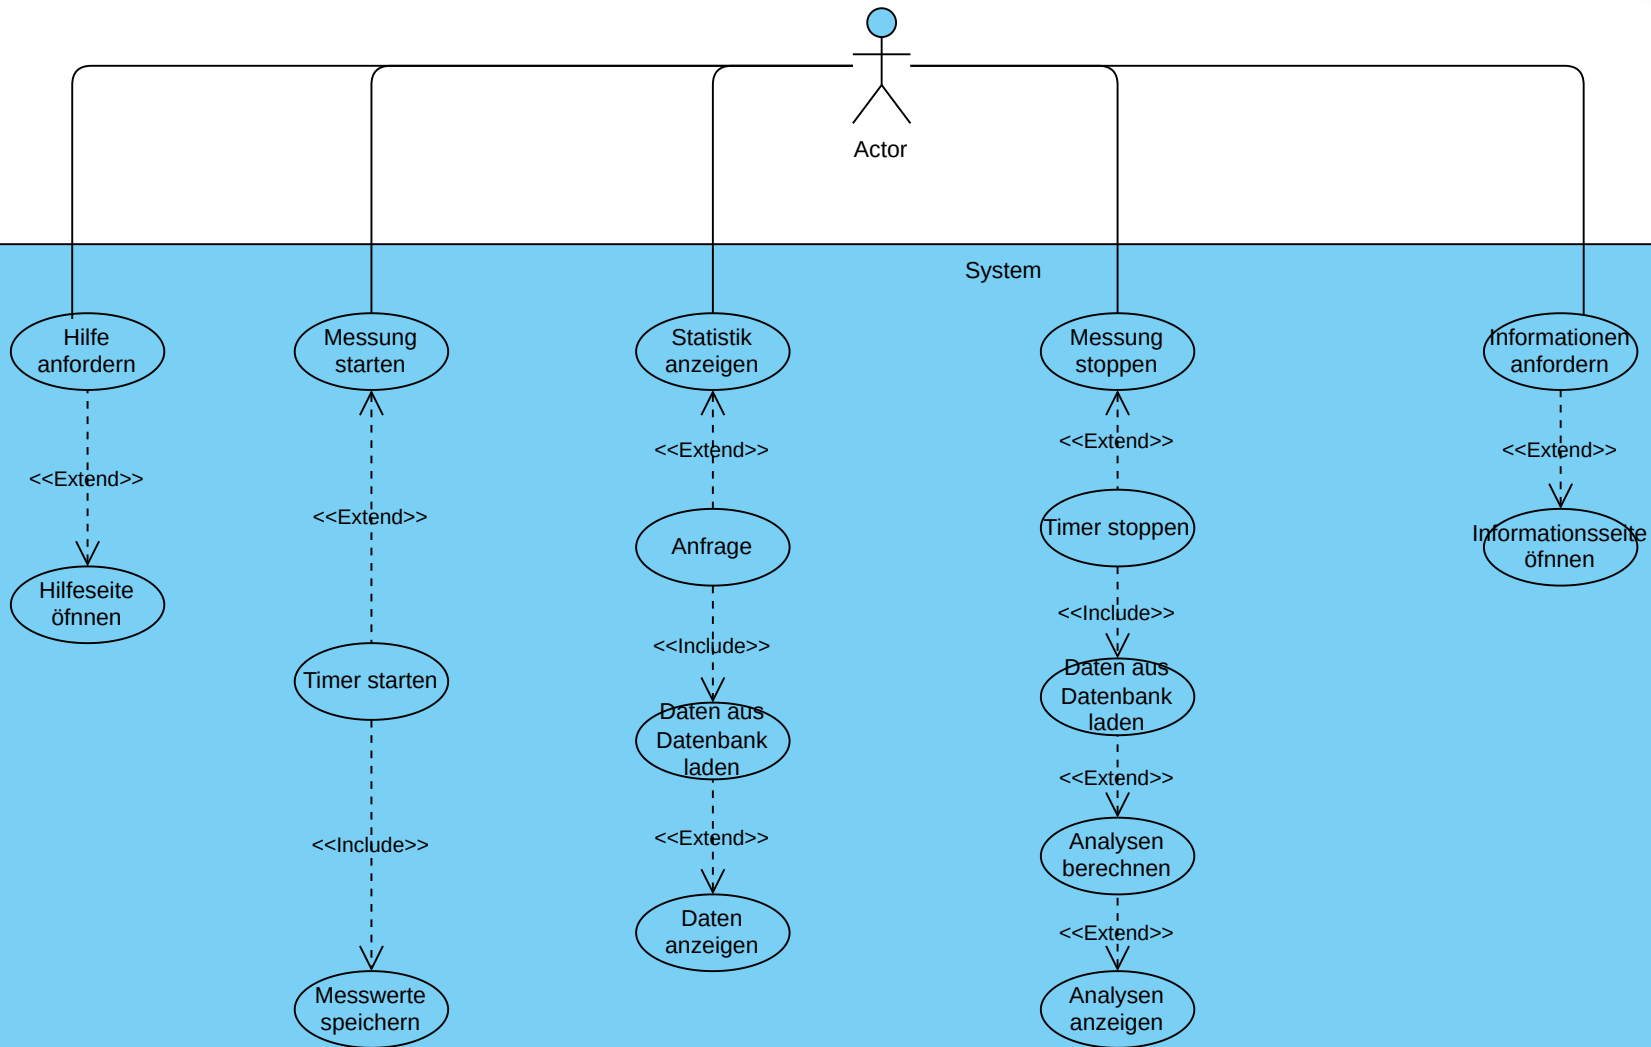 Actor
System
Hilfe
anfordern
Messung
starten
Statistik
anzeigen
Messung
stoppen
Informationen
anfordern
<<Extend>>
<<Extend>>
<<Extend>>
<<Extend>>
<<Extend>>
Hilfeseite
öfnnen
Timer starten
Anfrage
Timer stoppen
Informationsseite
öfnnen
<<Include>>
<<Include>>
<<Include>>
Daten aus
Datenbank
laden
Daten aus
Datenbank
laden
<<Extend>>
<<Extend>>
Daten
anzeigen
Analysen
berechnen
<<Extend>>
Messwerte
speichern
Analysen
anzeigen